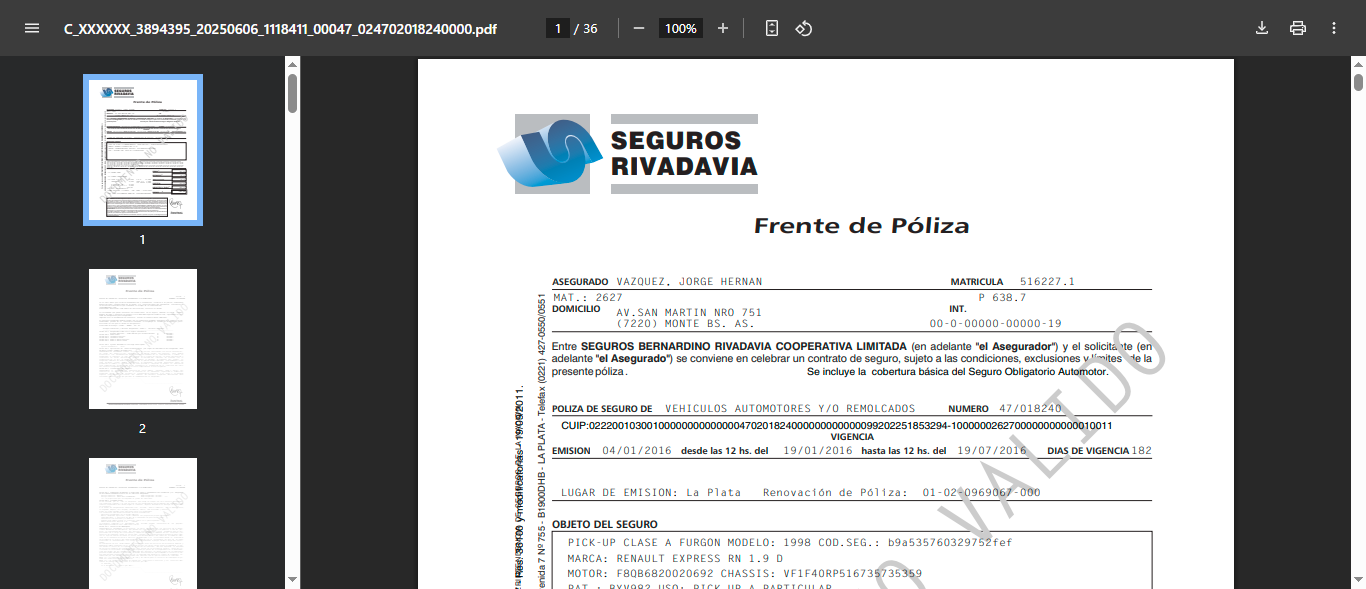 C_XXXXXX_3894395_20250606_1118411_00047_024702018240000.pdf
1 / 36
100%
1
2
SEGUROS
RIVADAVIA
Frente de Póliza
ASEGURADO VAZQUEZ, JORGE HERNAN MATRICULA 516227.1
MAT.: 2627 P 638.7
DOMICILIO AV.SAN MARTIN NRO 751 INT.
(7220) MONTE BS. AS. 00-0-00000-00000-19
Entre SEGUROS BERNARDINO RIVADAVIA COOPERATIVA LIMITADA (en adelante "el Asegurador") y el solicitante (en
adelante "el Asegurado") se conviene en celebrar un contrato de seguro, sujeto a las condiciones, exclusiones y límites de la
presente póliza. Se incluye la cobertura básica del Seguro Obligatorio Automotor.
POLIZA DE SEGURO DE VEHICULOS AUTOMOTORES Y/O REMOLCADOS NUMERO 47/018240
VIGENCIA
EMISION 04/01/2016 desde las 12 hs. del 19/01/2016 hasta las 12 hs. del 19/07/2016 DIAS DE VIGENCIA 182
LUGAR DE EMISION: La Plata Renovación de Póliza: 01-02-0969067-000
OBJETO DEL SEGURO
PICK-UP CLASE A FURGON MODELO: 1998 COD.SEG.: b9a535760329752fef
MARCA: RENAULT EXPRESS RN 1.9 D
MOTOR: F8QB6820020692 CHASSIS: VF1F40RP516735735359
PAT.: BYV982 USO: PICK UP A PARTICULAR
enida 7 Nº 755 - B1900DHB - LA PLATA - Telefax (0221) 427-0550/0551
VALIDO